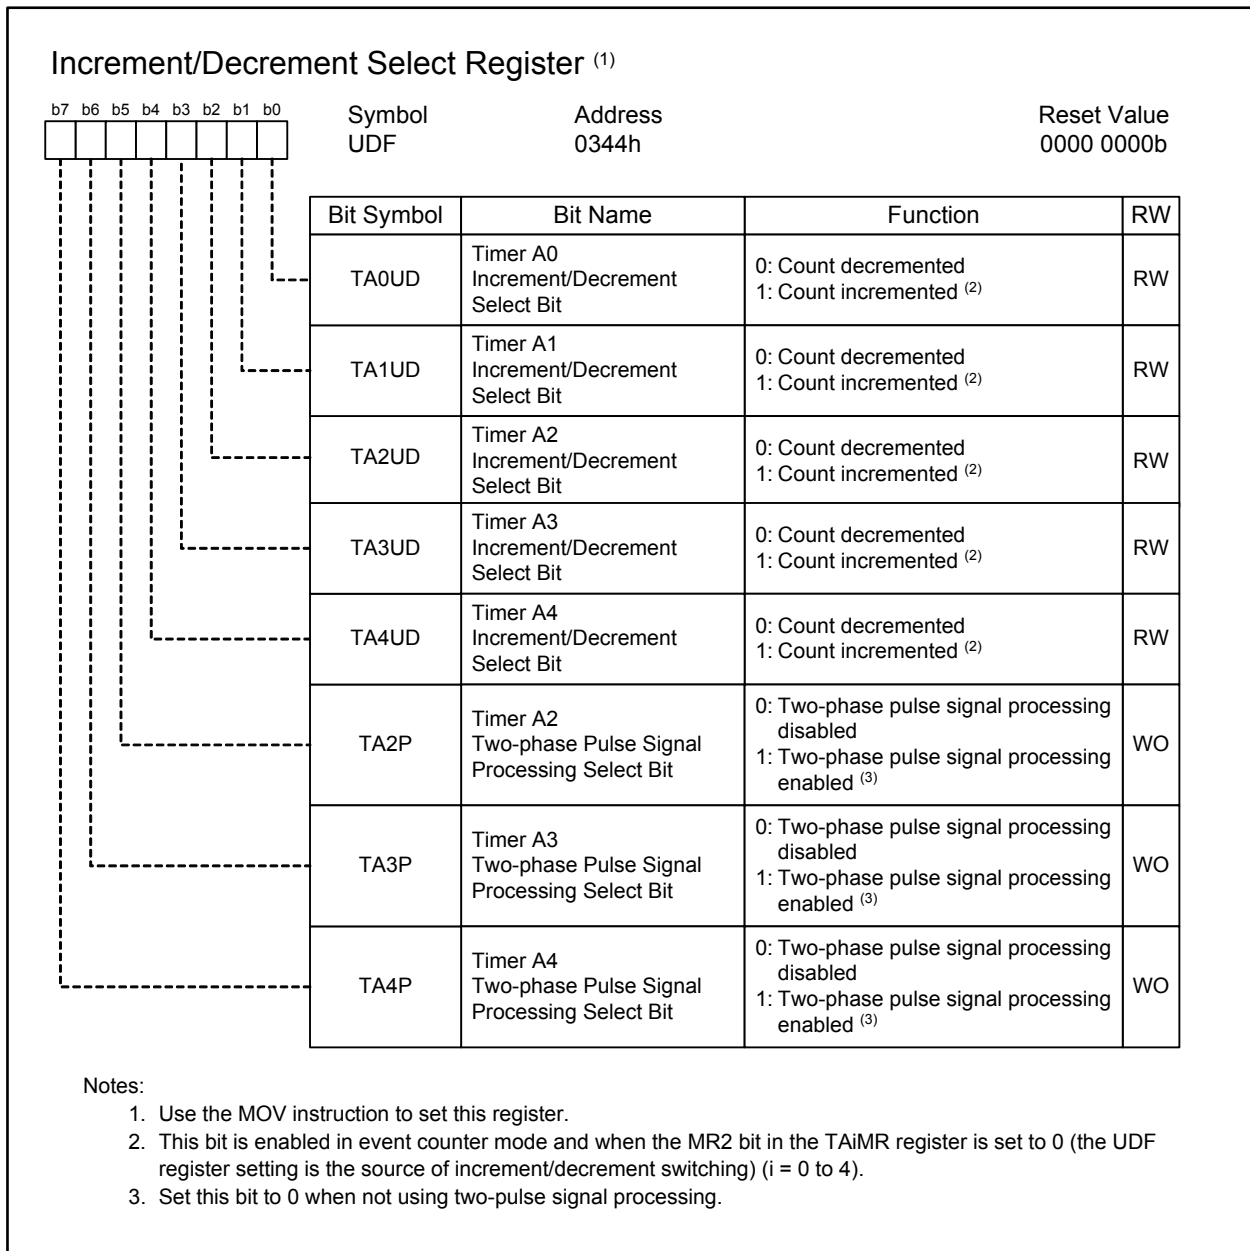 Increment/Decrement Select Register (1)
b7 b6 b5 b4 b3 b2 b1 b0
Symbol Address Reset Value
UDF 0344h 0000 0000b
Bit Symbol Bit Name Function RW
TA0UD
Timer A0
Increment/Decrement
Select Bit
0: Count decremented
1: Count incremented (2)
RW
TA1UD
Timer A1
Increment/Decrement
Select Bit
0: Count decremented
1: Count incremented (2)
RW
TA2UD
Timer A2
Increment/Decrement
Select Bit
0: Count decremented
1: Count incremented (2)
RW
TA3UD
Timer A3
Increment/Decrement
Select Bit
0: Count decremented
1: Count incremented (2)
RW
TA4UD
Timer A4
Increment/Decrement
Select Bit
0: Count decremented
1: Count incremented (2)
RW
TA2P
Timer A2
Two-phase Pulse Signal
Processing Select Bit
0: Two-phase pulse signal processing
disabled
1: Two-phase pulse signal processing
enabled (3)
WO
TA3P
Timer A3
Two-phase Pulse Signal
Processing Select Bit
0: Two-phase pulse signal processing
disabled
1: Two-phase pulse signal processing
enabled (3)
WO
TA4P
Timer A4
Two-phase Pulse Signal
Processing Select Bit
0: Two-phase pulse signal processing
disabled
1: Two-phase pulse signal processing
enabled (3)
WO
Notes:
1. Use the MOV instruction to set this register.
2. This bit is enabled in event counter mode and when the MR2 bit in the TAiMR register is set to 0 (the UDF
register setting is the source of increment/decrement switching) (i = 0 to 4).
3. Set this bit to 0 when not using two-pulse signal processing.